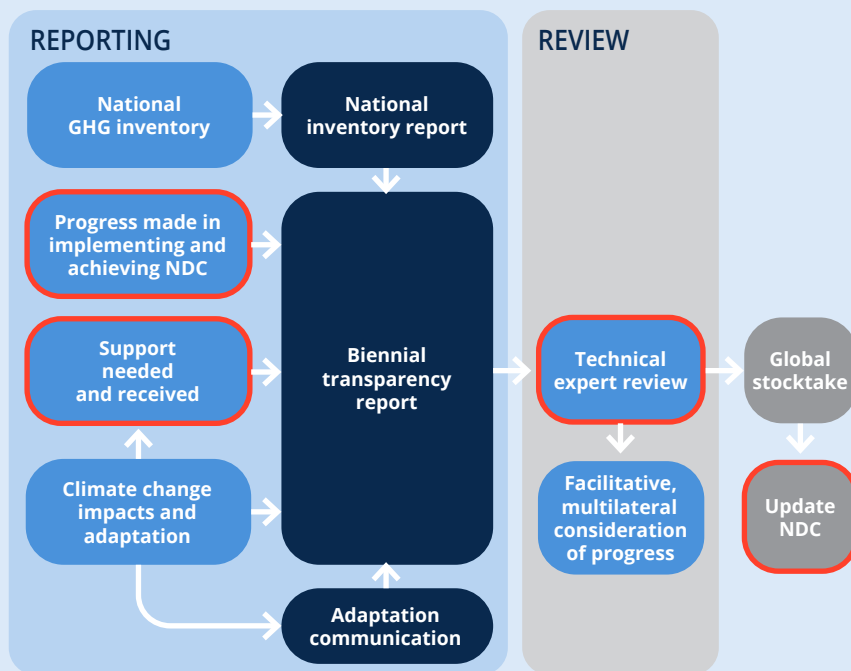 REPORTING
National
GHG inventory
National
inventory report
Progress made in
implementing and
achieving NDC
Support
needed
and received
Climate change
impacts and
adaptation
Biennial
transparency
report
Adaptation
communication
REVIEW
Technical
expert review
Facilitative,
multilateral
consideration
of progress
Global
stocktake
Update
NDC